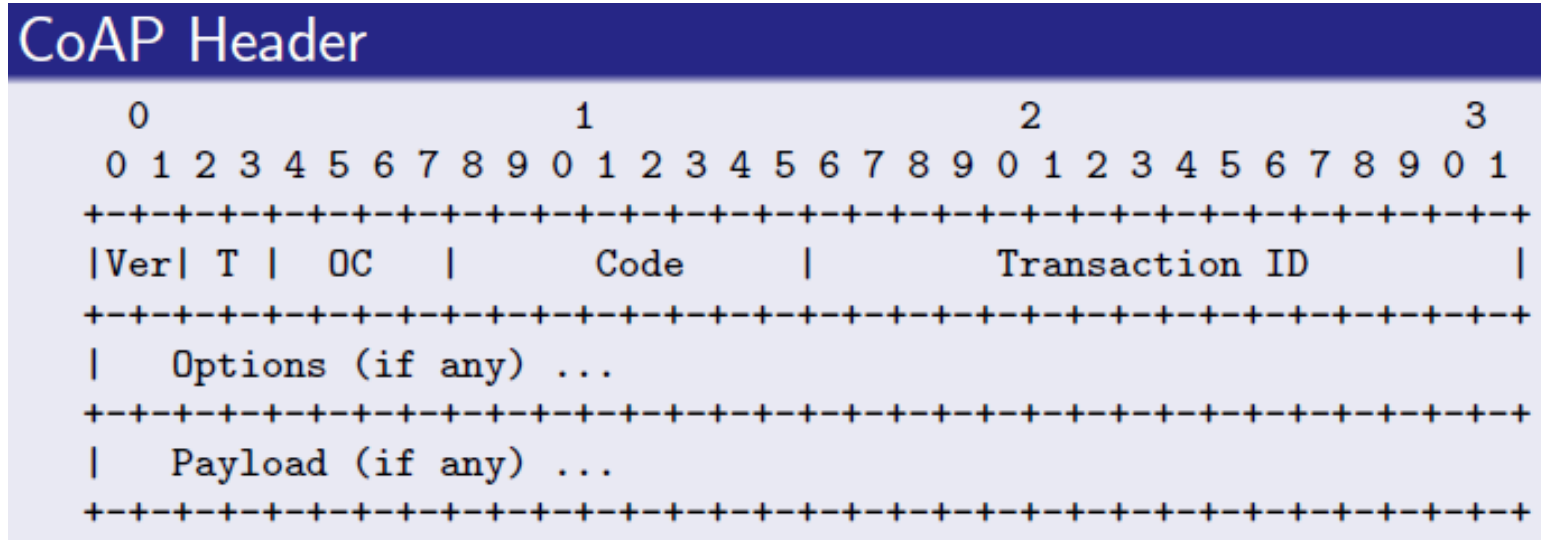 CoAP Header
0 1 2 3
0 1 2 3 4 5 6 7 8 9 0 1 2 3 4 5 6 7 8 9 0 1 2 3 4 5 6 7 8 9 0 1
+-+-+-+-+-+-+-+-+-+-+-+-+-+-+-+-+-+-+-+-+-+-+-+-+-+-+-+-+-+-+-+-+
|Ver| T | OC | Code | Transaction ID |
+-+-+-+-+-+-+-+-+-+-+-+-+-+-+-+-+-+-+-+-+-+-+-+-+-+-+-+-+-+-+-+-+
| Options (if any) ...
+-+-+-+-+-+-+-+-+-+-+-+-+-+-+-+-+-+-+-+-+-+-+-+-+-+-+-+-+-+-+-+-+
| Payload (if any) ...
+-+-+-+-+-+-+-+-+-+-+-+-+-+-+-+-+-+-+-+-+-+-+-+-+-+-+-+-+-+-+-+-+